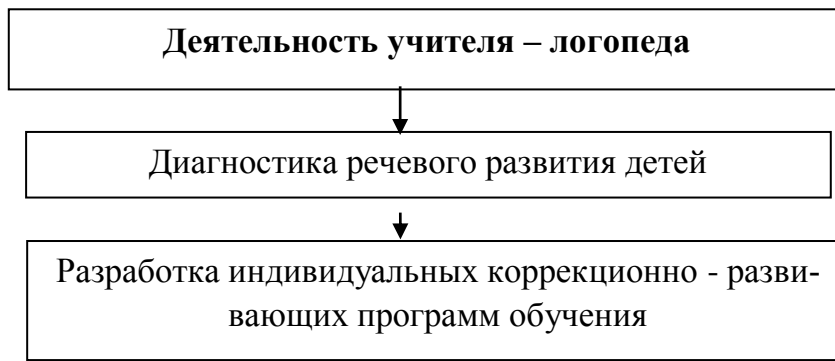 Деятельность учителя – логопеда
Диагностика речевого развития детей
Разработка индивидуальных коррекционно - разви-
вающих программ обучения